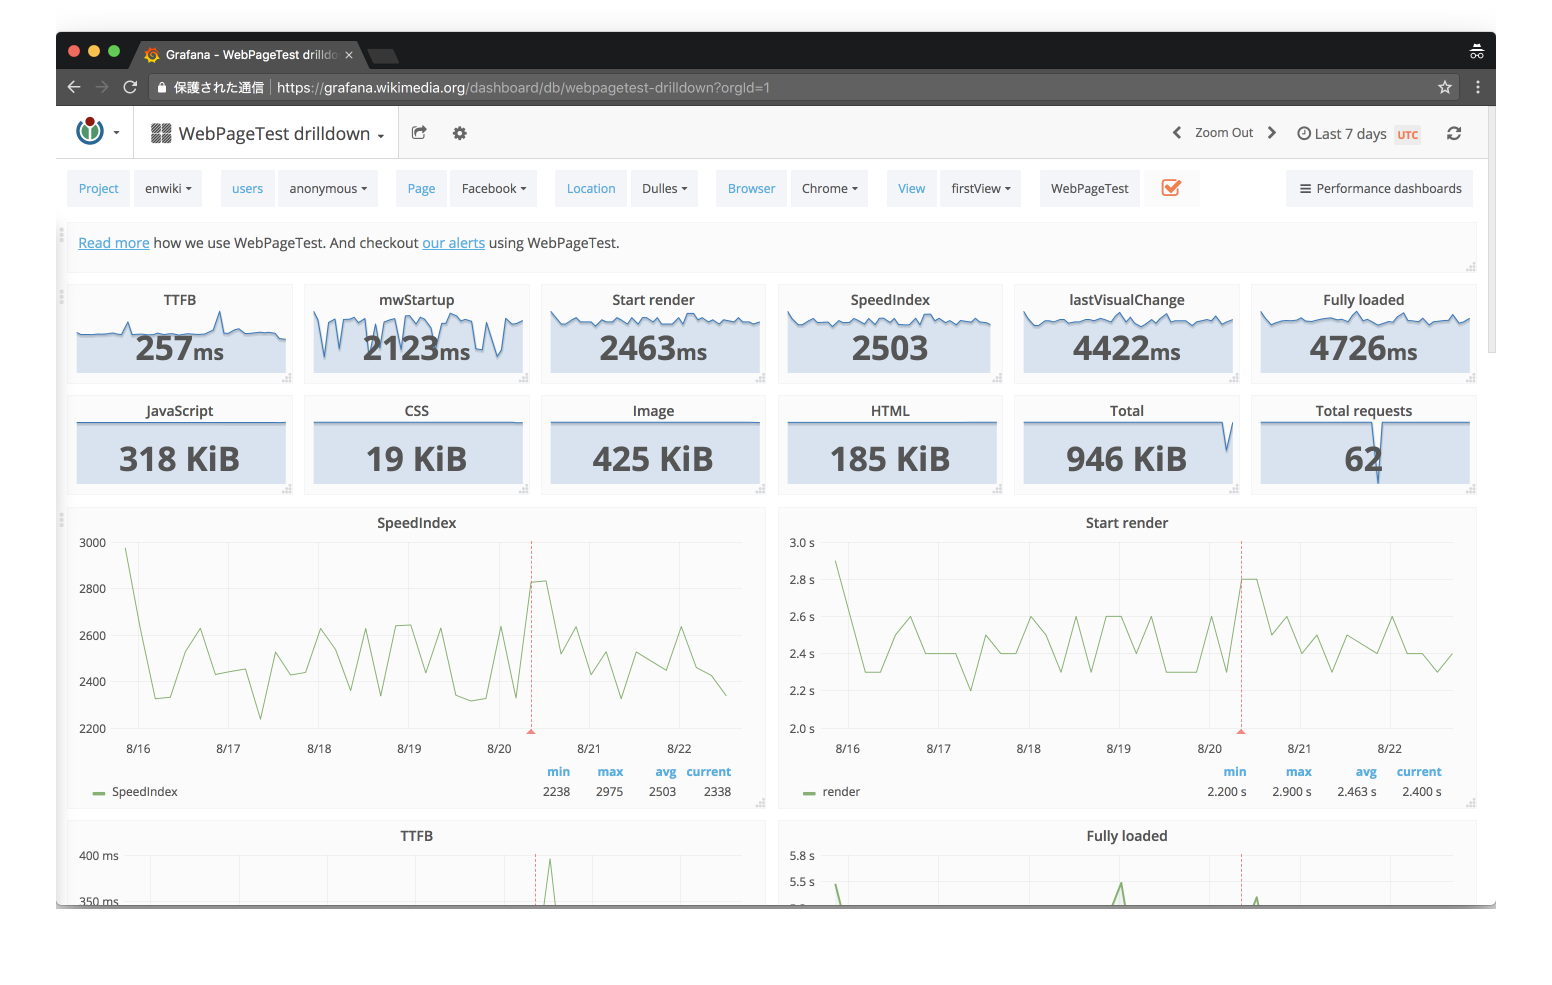 Grafana - WebPageTest drilldo
保護された通信 https://grafana.wikimedia.org/dashboard/db/webpagetest-drilldown?orgId=1
WebPageTest drilldown Zoom Out Last 7 days UTC
Project enwiki users anonymous Page Facebook Location Dulles Browser Chrome View firstView WebPageTest Performance dashboards
Read more how we use WebPageTest. And checkout our alerts using WebPageTest.
TTFB mwStartup Start render SpeedIndex lastVisualChange Fully loaded
257ms 2123ms 2463ms 2503 4422ms 4726ms
JavaScript CSS Image HTML Total Total requests
318 KiB 19 KiB 425 KiB 185 KiB 946 KiB 62
SpeedIndex
3000
2800
2600
2400
2200
8/16 8/17 8/18 8/19 8/20 8/21 8/22
min max avg current
SpeedIndex 2238 2975 2503 2338
Start render
3.0 s
2.8 s
2.6 s
2.4 s
2.2 s
2.0 s
8/16 8/17 8/18 8/19 8/20 8/21 8/22
min max avg current
render 2.200 s 2.900 s 2.463 s 2.400 s
TTFB
400 ms
350 ms
Fully loaded
5.8 s
5.5 s